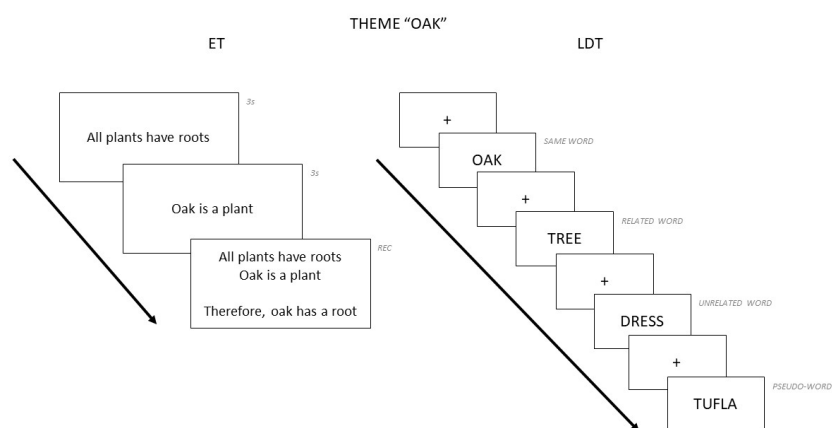 THEME “OAK”
ET
3s
All plants have roots
3s
Oak is a plant
REC
All plants have roots
Oak is a plant
Therefore, oak has a root
LDT
+
SAME WORD
OAK
+
RELATED WORD
TREE
+
UNRELATED WORD
DRESS
+
PSEUDO-WORD
TUFLA